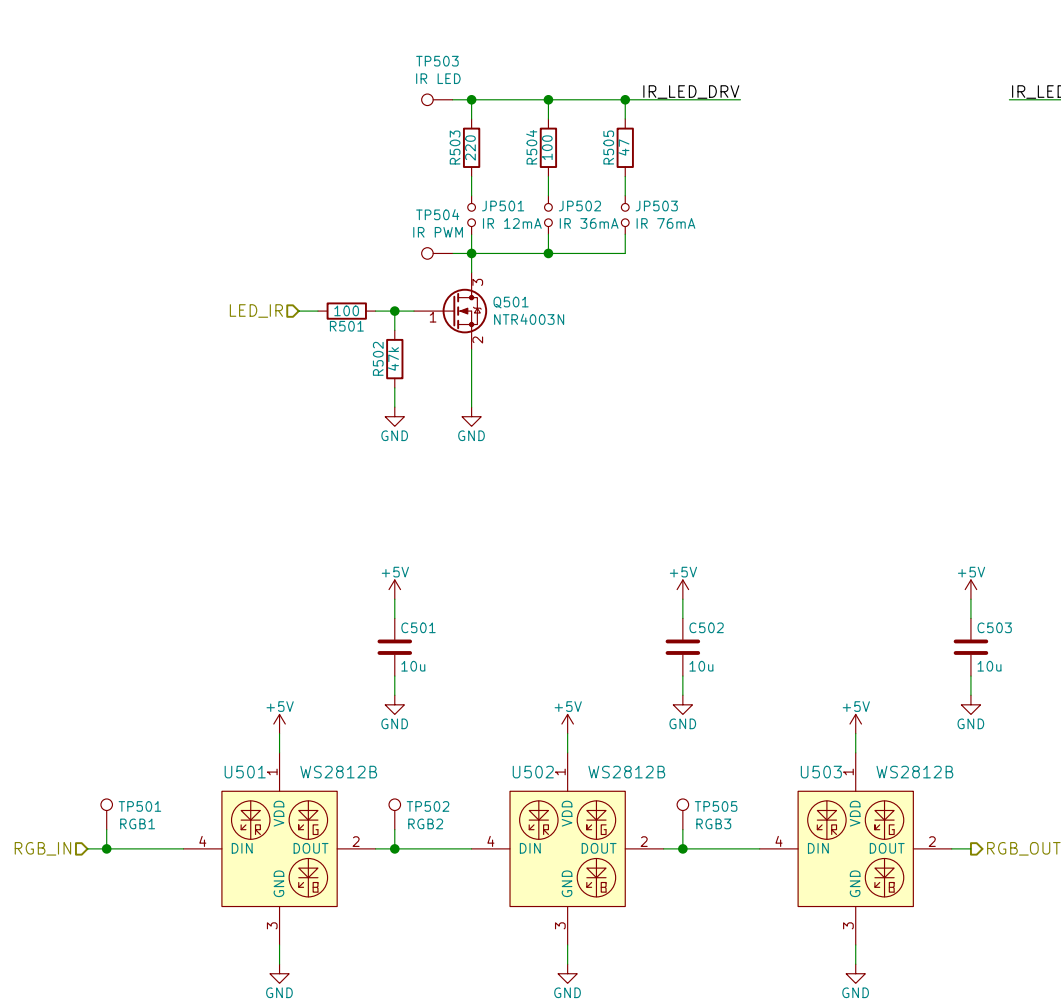 TP503
IR LED
IR_LED_DRV
IR_LED
R503
220
R504
100
R505
47
TP504
IR PWM
JP501
IR 12mA
JP502
IR 36mA
JP503
IR 76mA
3
LED_IR
100
R501
1
Q501
NTR4003N
2
R502
47k
GND
GND
+5V
+5V
+5V
C501
C502
C503
10u
10u
10u
GND
GND
GND
+5V
+5V
+5V
U501
1
WS2812B
U502
1
WS2812B
U503
1
WS2812B
TP501
RGB1
TP502
RGB2
TP505
RGB3
R
VDD
G
R
VDD
G
R
VDD
G
RGB_IN
4
DIN
DOUT
2
4
DIN
DOUT
2
4
DIN
DOUT
2
RGB_OUT
GND
B
GND
B
GND
B
3
3
3
GND
GND
GND